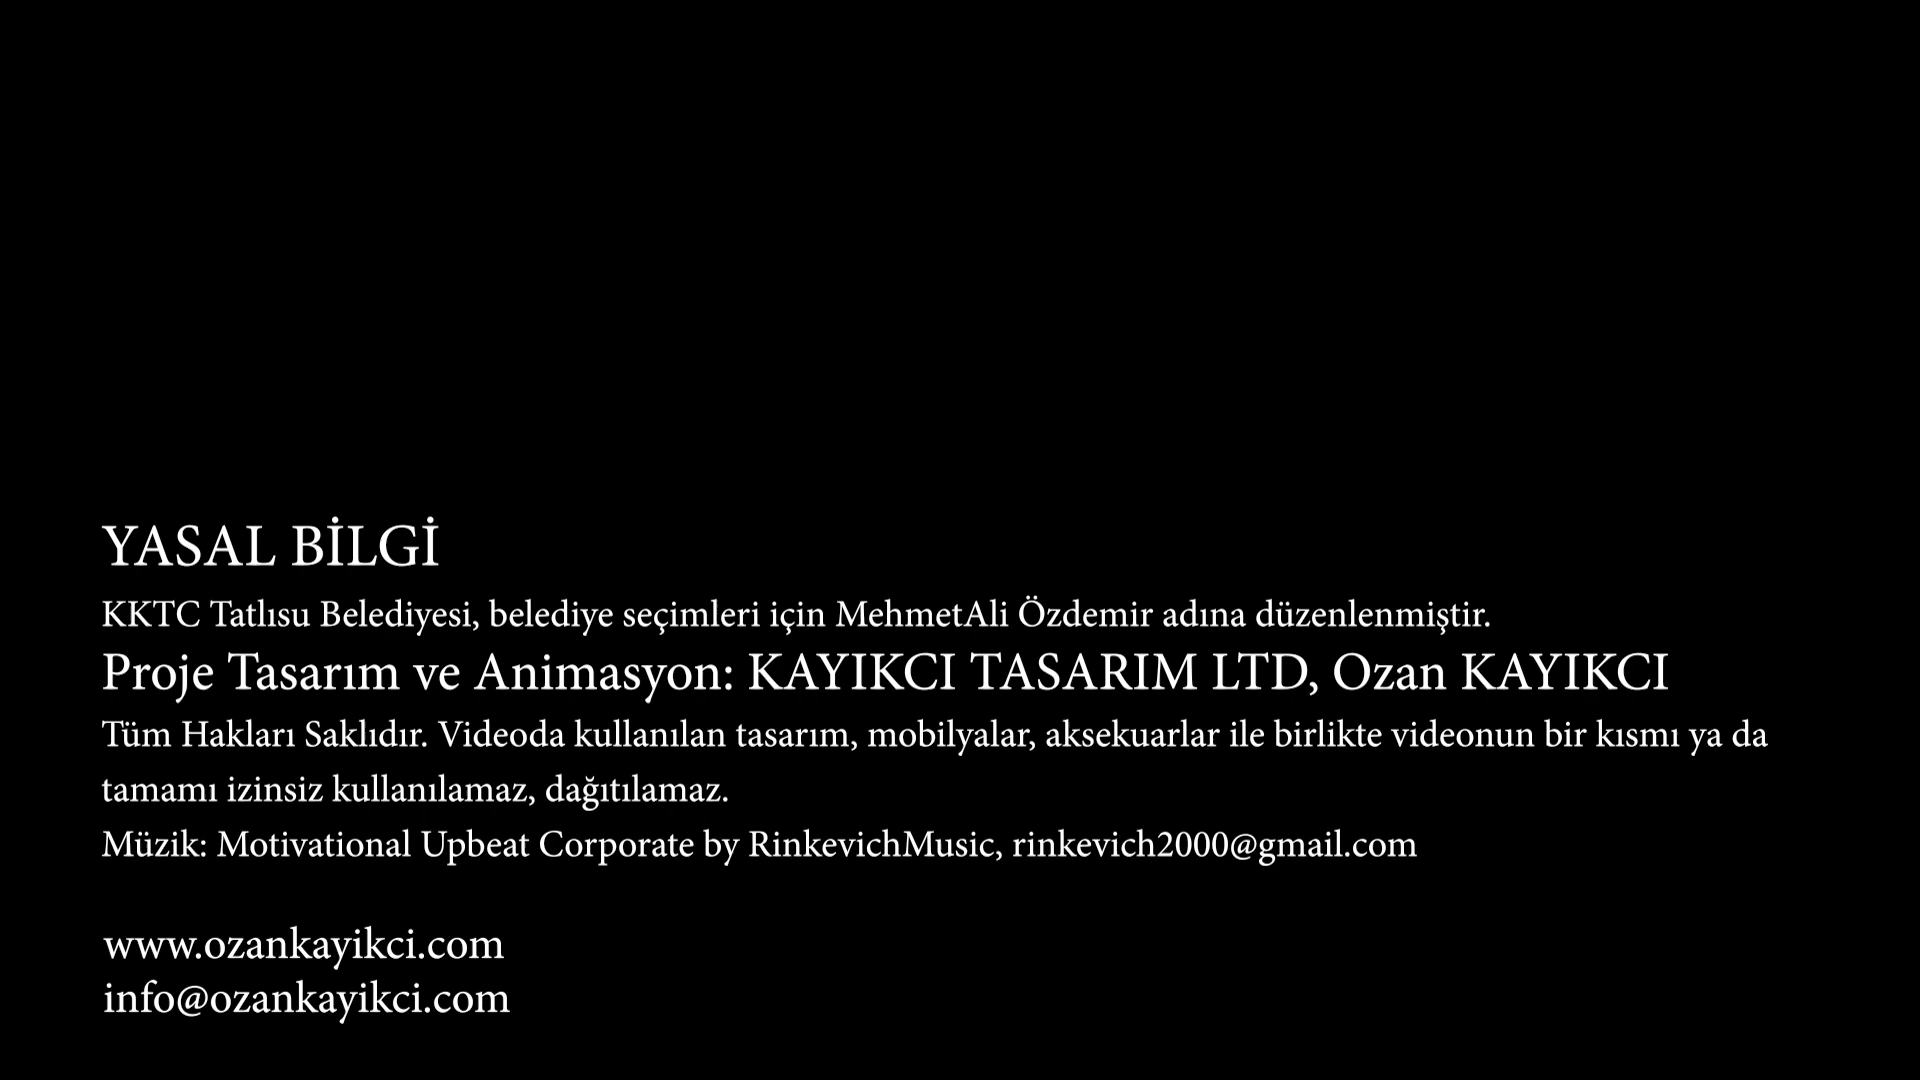 YASAL BİLGİ
KKTC Tatlısu Belediyesi, belediye seçimleri için MehmetAli Özdemir adına düzenlenmiştir.
Proje Tasarım ve Animasyon: KAYIKCI TASARIM LTD, Ozan KAYIKCI
Tüm Hakları Saklıdır. Videoda kullanılan tasarım, mobilyalar, aksekuarlar ile birlikte videonun bir kısmı ya da
tamamı izinsiz kullanılamaz, dağıtılamaz.
Müzik: Motivational Upbeat Corporate by RinkevichMusic, rinkevich2000@gmail.com
www.ozankayikci.com
info@ozankayikci.com